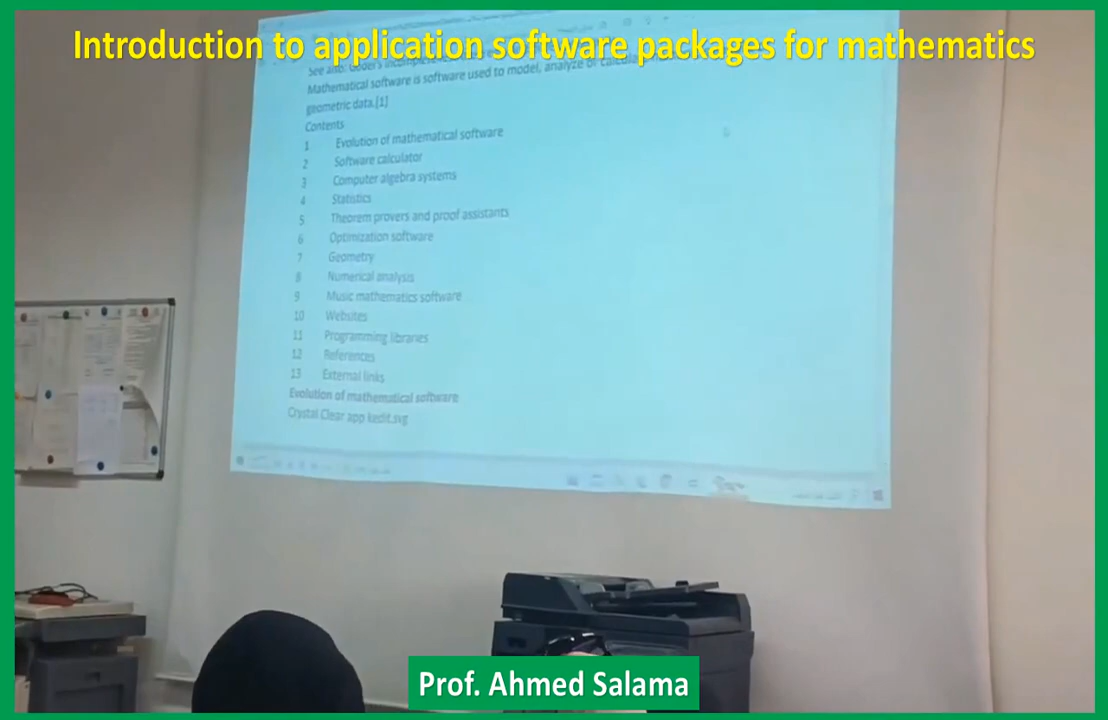 Introduction to application software packages for mathematics
See also: Godel's
Mathematical software is software used to model, analyze or
geometric data.[1]
Contents
1 Evolution of mathematical software
2 Software calculator
3 Computer algebra systems
4 Statistics
5 Theorem provers and proof assistants
6 Optimization software
7 Geometry
8 Numerical analysis
9 Music mathematics software
10 Websites
11 Programming libraries
12 References
13 External links
Evolution of mathematical software
Crystal Clear app kedit.svg
Prof. Ahmed Salama